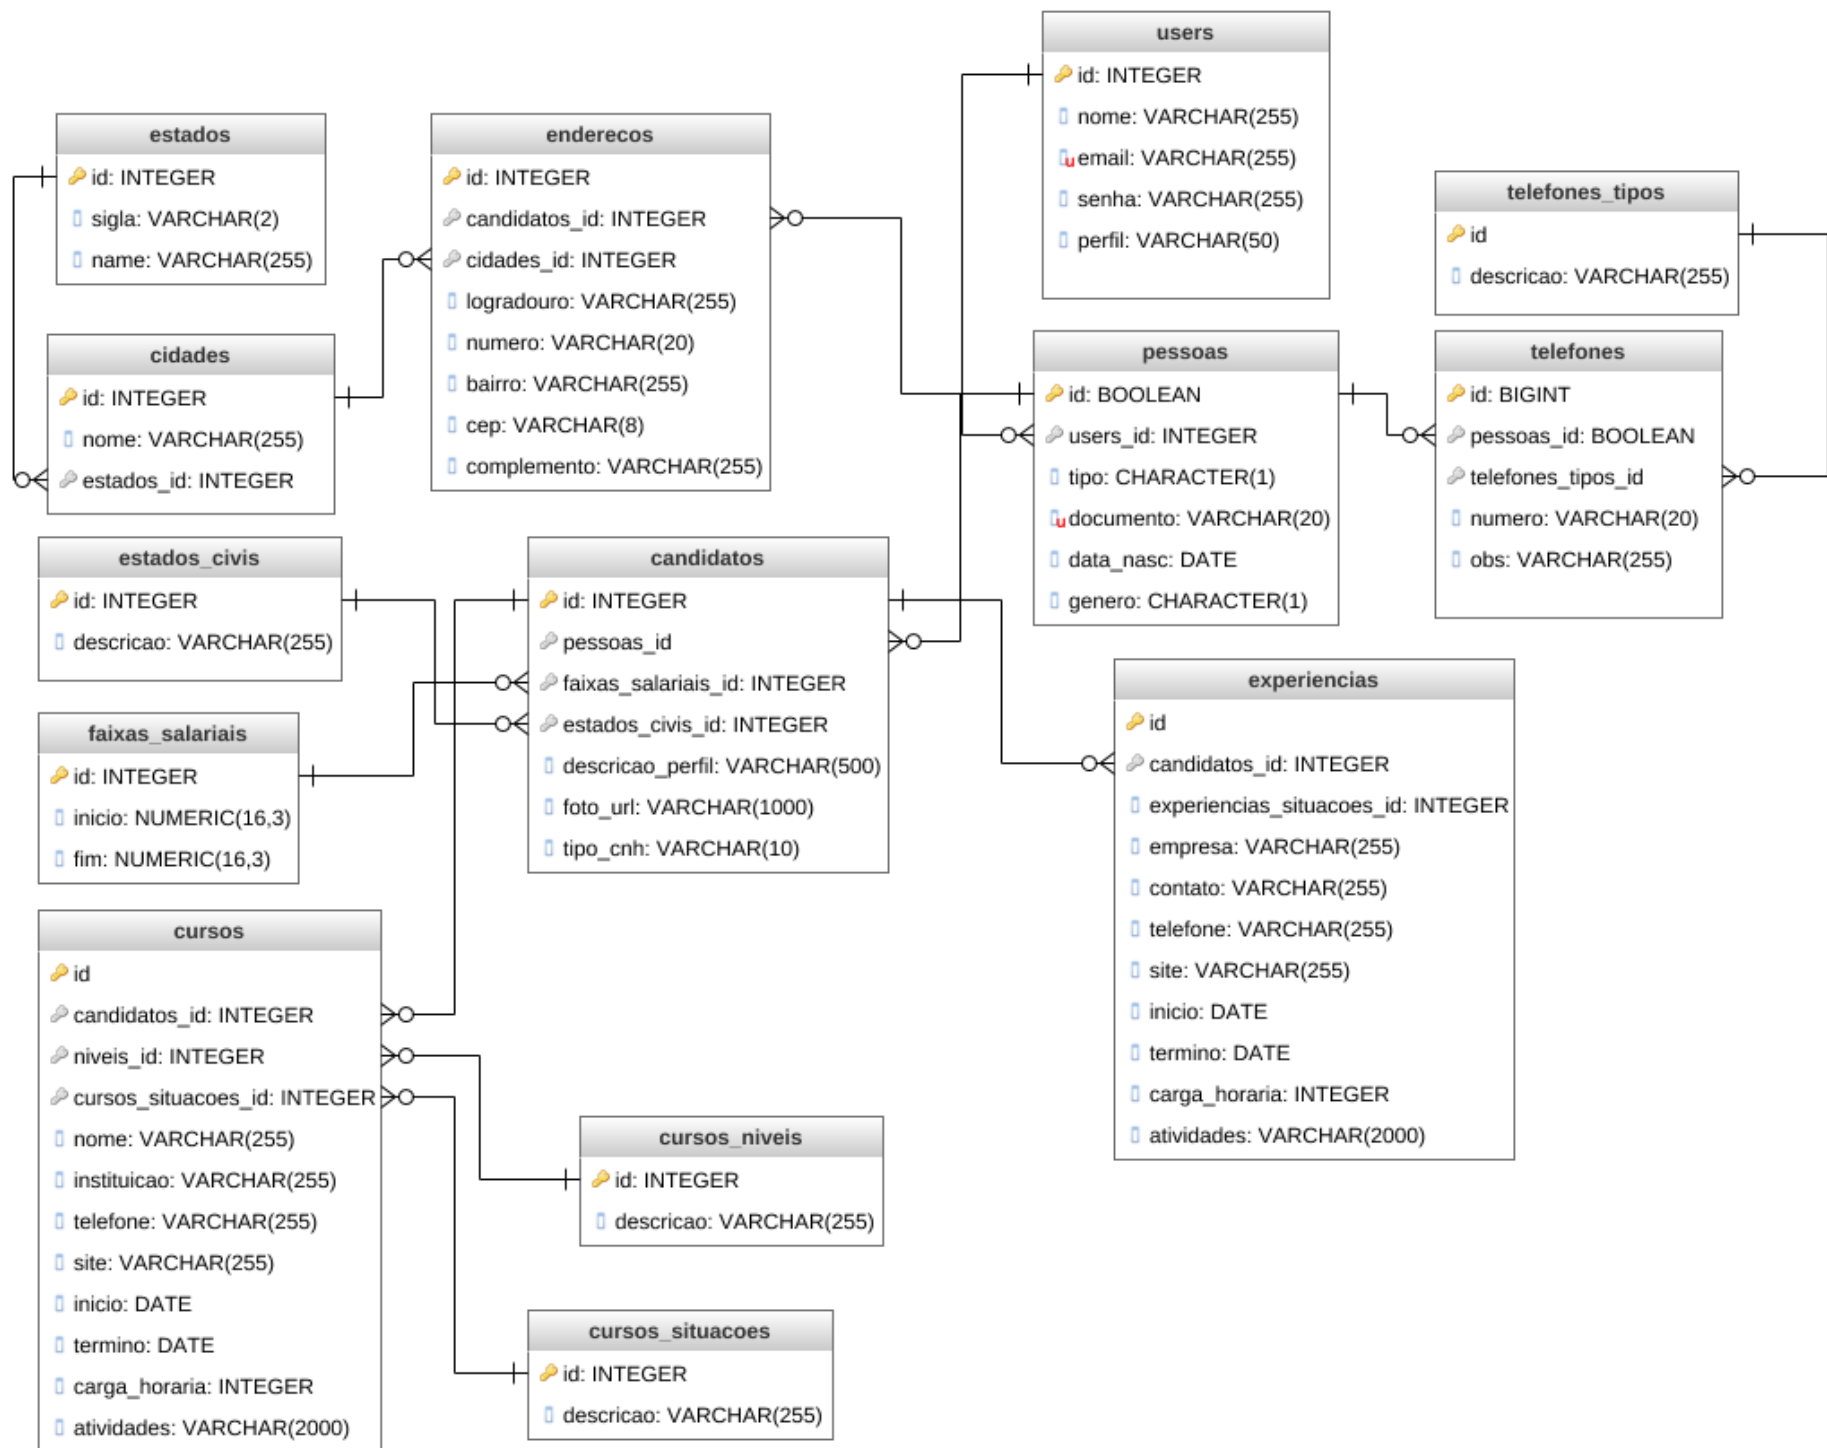 users
id: INTEGER
nome: VARCHAR(255)
email: VARCHAR(255)
senha: VARCHAR(255)
perfil: VARCHAR(50)
estados
id: INTEGER
sigla: VARCHAR(2)
name: VARCHAR(255)
enderecos
id: INTEGER
candidatos_id: INTEGER
cidades_id: INTEGER
logradouro: VARCHAR(255)
numero: VARCHAR(20)
bairro: VARCHAR(255)
cep: VARCHAR(8)
complemento: VARCHAR(255)
telefones_tipos
id
descricao: VARCHAR(255)
cidades
id: INTEGER
nome: VARCHAR(255)
estados_id: INTEGER
pessoas
id: BOOLEAN
users_id: INTEGER
tipo: CHARACTER(1)
documento: VARCHAR(20)
data_nasc: DATE
genero: CHARACTER(1)
telefones
id: BIGINT
pessoas_id: BOOLEAN
telefones_tipos_id
numero: VARCHAR(20)
obs: VARCHAR(255)
estados_civis
id: INTEGER
descricao: VARCHAR(255)
candidatos
id: INTEGER
pessoas_id
faixas_salariais_id: INTEGER
estados_civis_id: INTEGER
descricao_perfil: VARCHAR(500)
foto_url: VARCHAR(1000)
tipo_cnh: VARCHAR(10)
faixas_salariais
id: INTEGER
inicio: NUMERIC(16,3)
fim: NUMERIC(16,3)
experiencias
id
candidatos_id: INTEGER
experiencias_situacoes_id: INTEGER
empresa: VARCHAR(255)
contato: VARCHAR(255)
telefone: VARCHAR(255)
site: VARCHAR(255)
inicio: DATE
termino: DATE
carga_horaria: INTEGER
atividades: VARCHAR(2000)
cursos
id
candidatos_id: INTEGER
niveis_id: INTEGER
cursos_situacoes_id: INTEGER
nome: VARCHAR(255)
instituicao: VARCHAR(255)
telefone: VARCHAR(255)
site: VARCHAR(255)
inicio: DATE
termino: DATE
carga_horaria: INTEGER
atividades: VARCHAR(2000)
cursos_niveis
id: INTEGER
descricao: VARCHAR(255)
cursos_situacoes
id: INTEGER
descricao: VARCHAR(255)